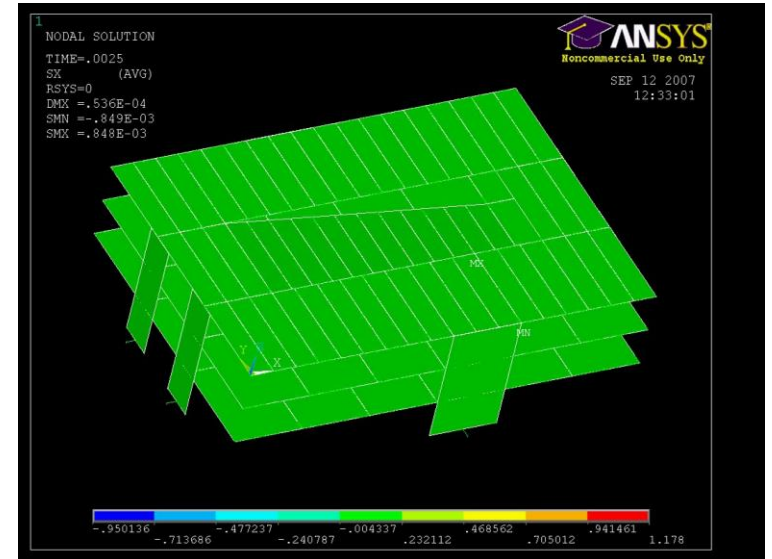 1
NODAL SOLUTION
TIME=.0025
SX (AVG)
RSYS=0
DMX =.536E-04
SMN =-.849E-03
SMX =.848E-03
ANSYS
Noncommercial Use Only
SEP 12 2007
12:33:01
MX
MN
Y Z X
-.950136 -.477237 -.004337 .468562 .941461
-.713686 -.240787 .232112 .705012 1.178